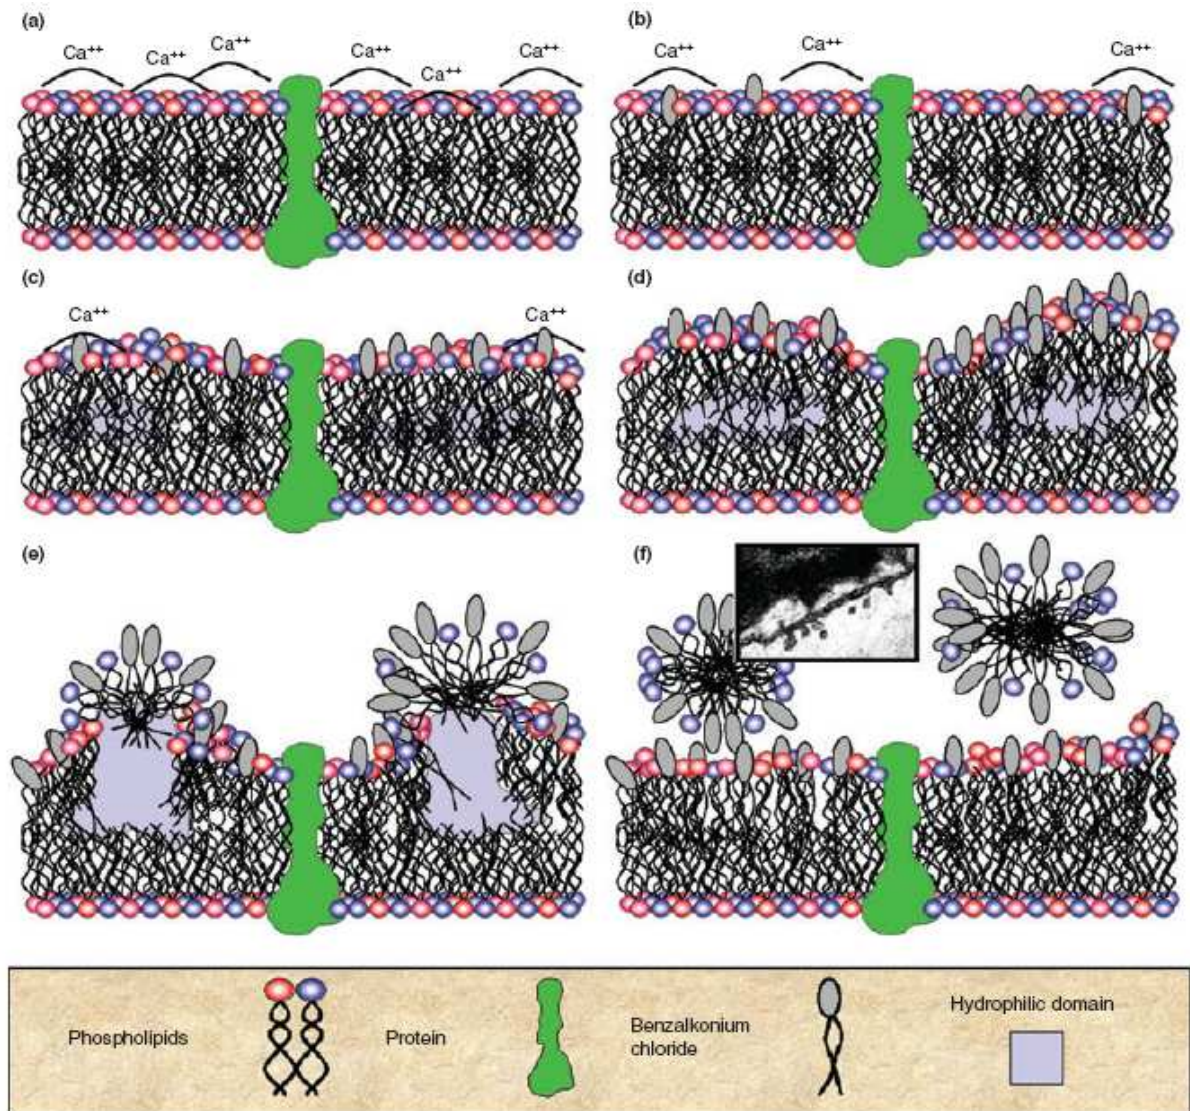 (a)
Ca++
Ca++
Ca++
Ca++
Ca++
Ca++
(b)
Ca++
Ca++
Ca++
(c)
Ca++
Ca++
(d)
(e)
(f)
Phospholipids
Protein
Benzalkonium
chloride
Hydrophilic domain